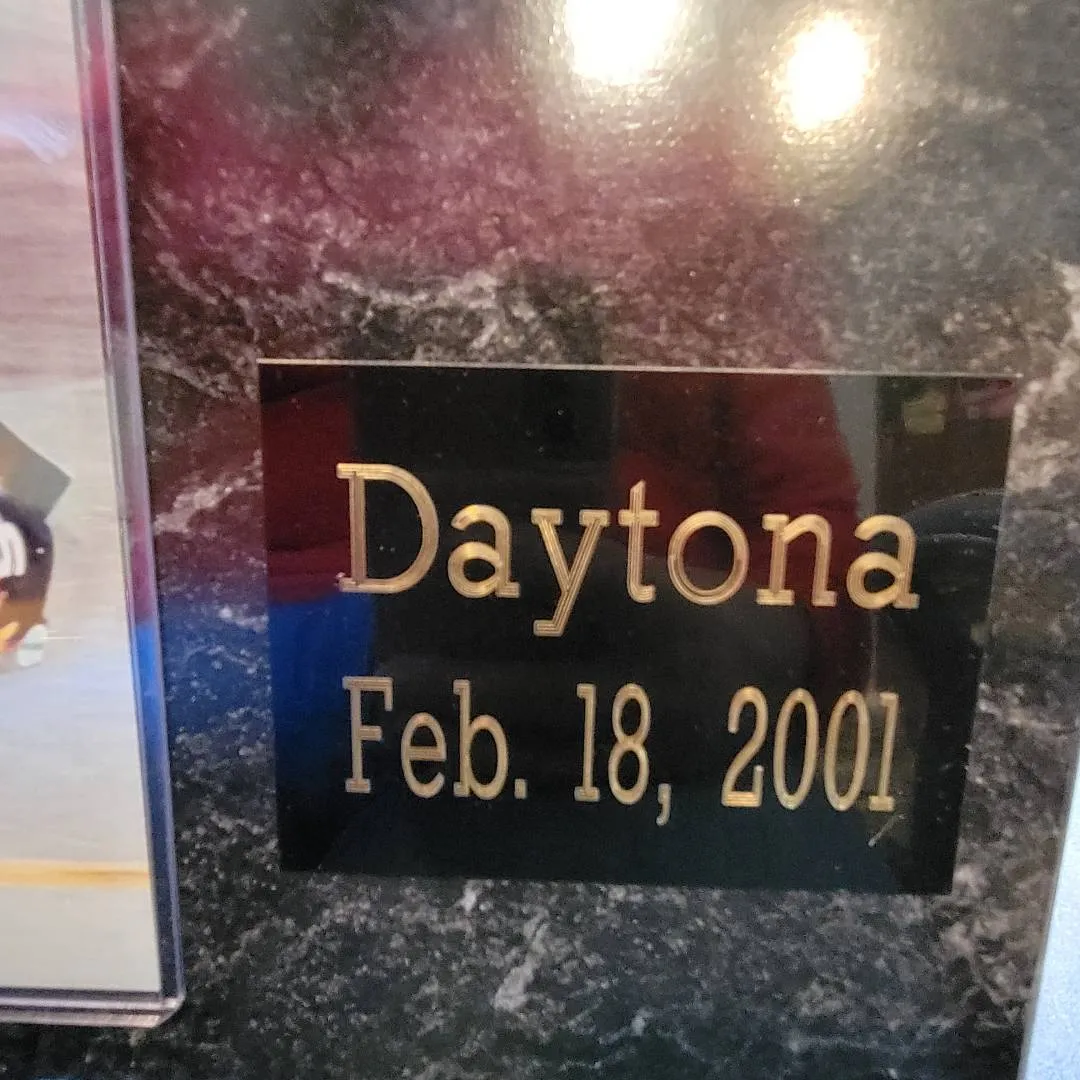 Daytona
Feb. 18, 2001